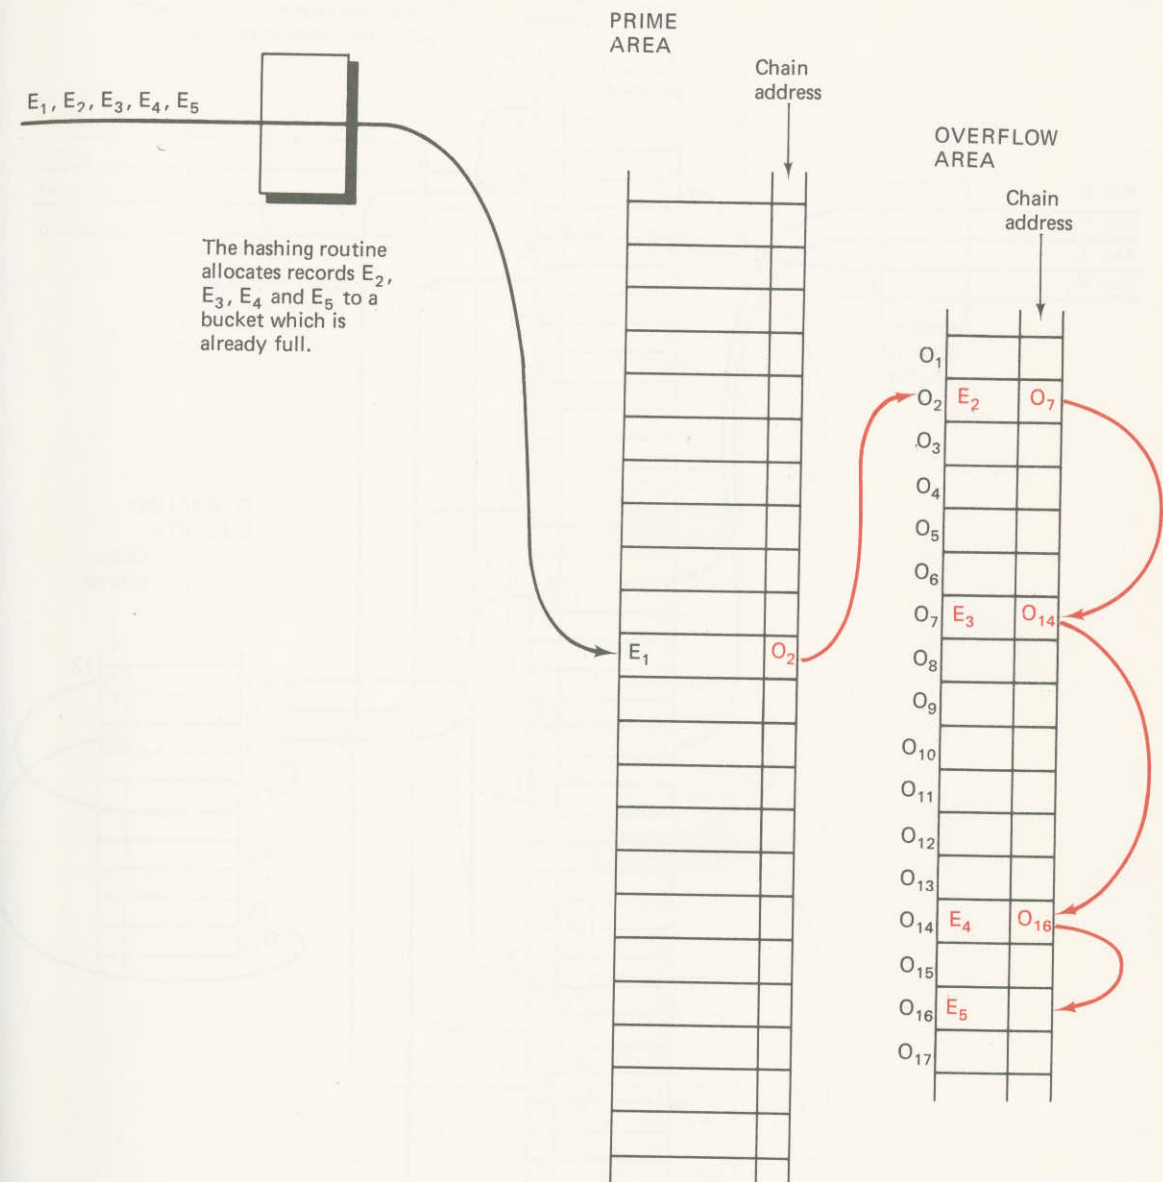 PRIME
AREA
Chain
address
E₁, E₂, E₃, E₄, E₅
OVERFLOW
AREA
Chain
address
The hashing routine
allocates records E₂,
E₃, E₄ and E₅ to a
bucket which is
already full.
O₁
O₂ E₂ O₇
O₃
O₄
O₅
O₆
O₇ E₃ O₁₄
E₁ O₂
O₈
O₉
O₁₀
O₁₁
O₁₂
O₁₃
O₁₄ E₄ O₁₆
O₁₅
O₁₆ E₅
O₁₇